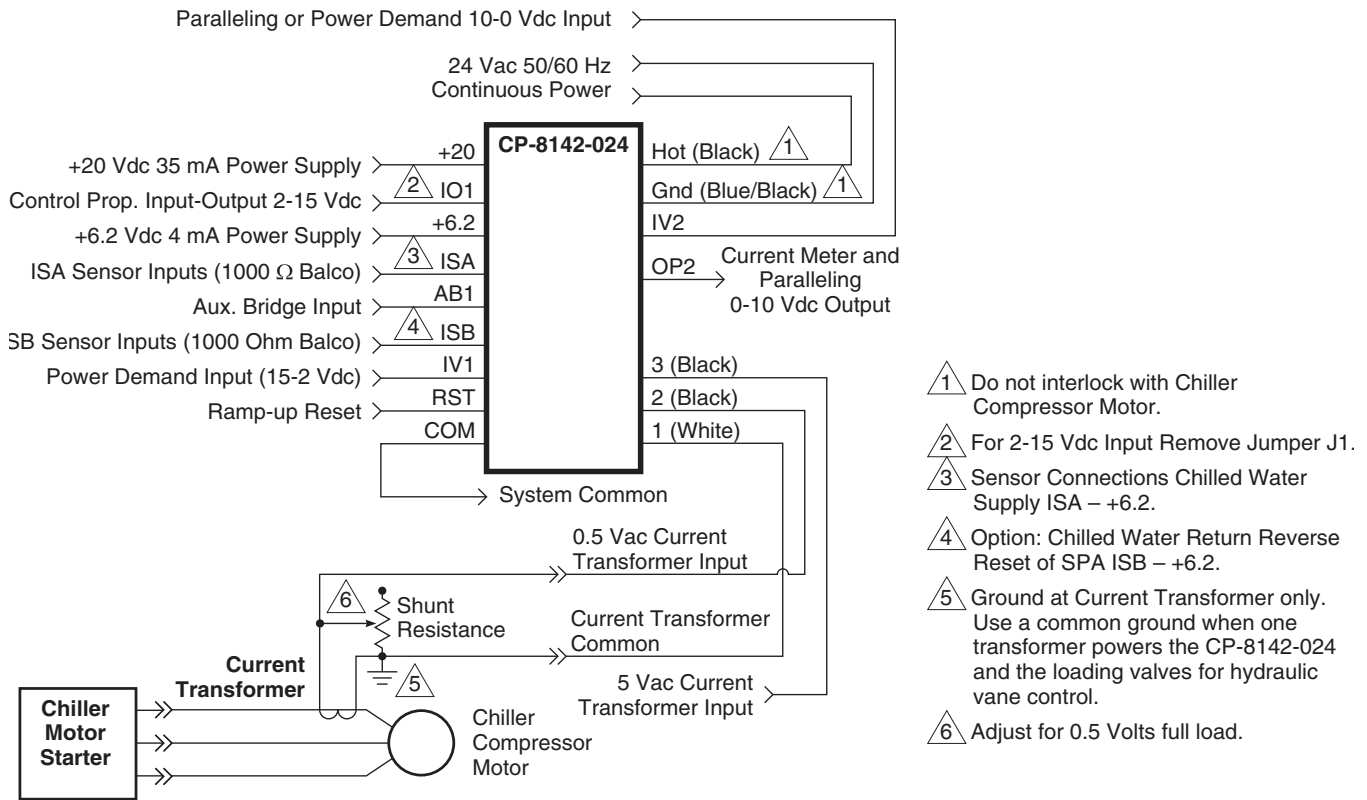 Paralleling or Power Demand 10-0 Vdc Input
24 Vac 50/60 Hz
Continuous Power
CP-8142-024
+20 Vdc 35 mA Power Supply
+20
Hot (Black)
1
2
Control Prop. Input-Output 2-15 Vdc
IO1
Gnd (Blue/Black)
1
+6.2 Vdc 4 mA Power Supply
+6.2
IV2
3
ISA Sensor Inputs (1000 Ω Balco)
ISA
OP2
Current Meter and
Paralleling
0-10 Vdc Output
Aux. Bridge Input
AB1
4
SB Sensor Inputs (1000 Ohm Balco)
ISB
Power Demand Input (15-2 Vdc)
IV1
3 (Black)
Ramp-up Reset
RST
2 (Black)
COM
1 (White)
System Common
0.5 Vac Current
Transformer Input
6
Shunt
Resistance
Current Transformer
Common
5
Current
Transformer
5 Vac Current
Transformer Input
Chiller
Motor
Starter
Chiller
Compressor
Motor
1 Do not interlock with Chiller
Compressor Motor.
2 For 2-15 Vdc Input Remove Jumper J1.
3 Sensor Connections Chilled Water
Supply ISA – +6.2.
4 Option: Chilled Water Return Reverse
Reset of SPA ISB – +6.2.
5 Ground at Current Transformer only.
Use a common ground when one
transformer powers the CP-8142-024
and the loading valves for hydraulic
vane control.
6 Adjust for 0.5 Volts full load.